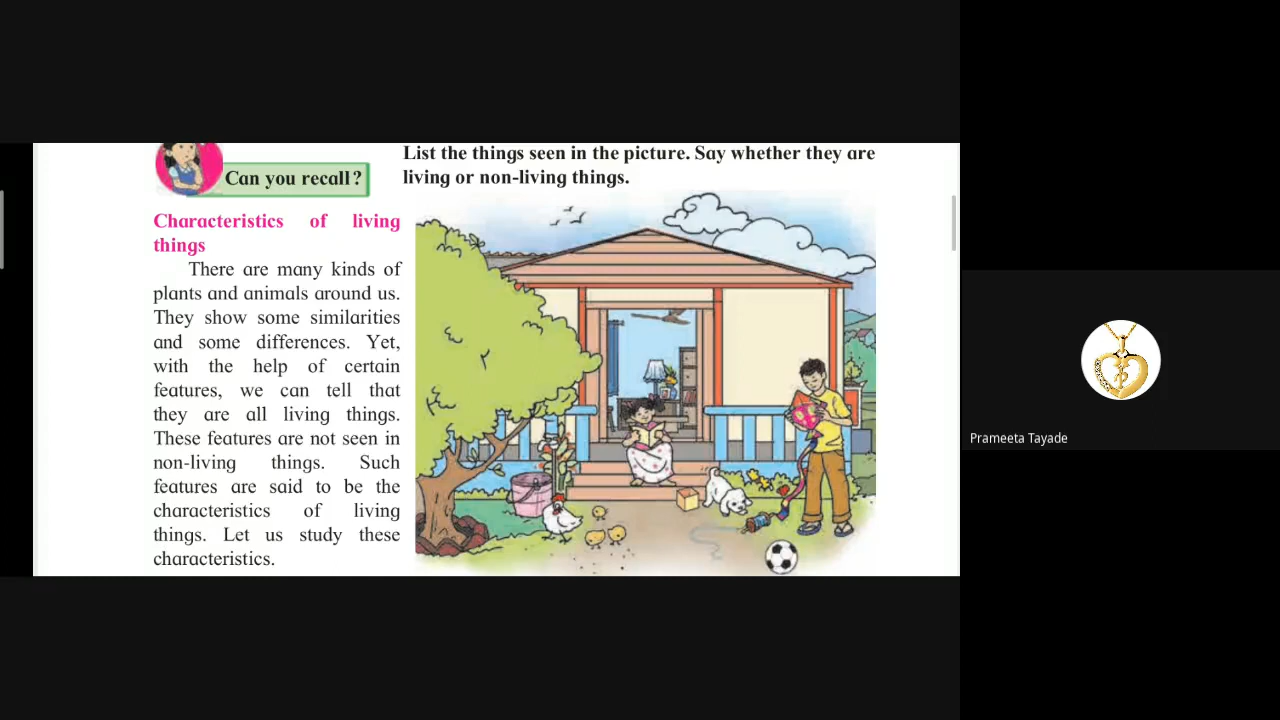 Can you recall?
List the things seen in the picture. Say whether they are
living or non-living things.
Characteristics of living
things
There are many kinds of
plants and animals around us.
They show some similarities
and some differences. Yet,
with the help of certain
features, we can tell that
they are all living things.
These features are not seen in
non-living things. Such
features are said to be the
characteristics of living
things. Let us study these
characteristics.
Prameeta Tayade